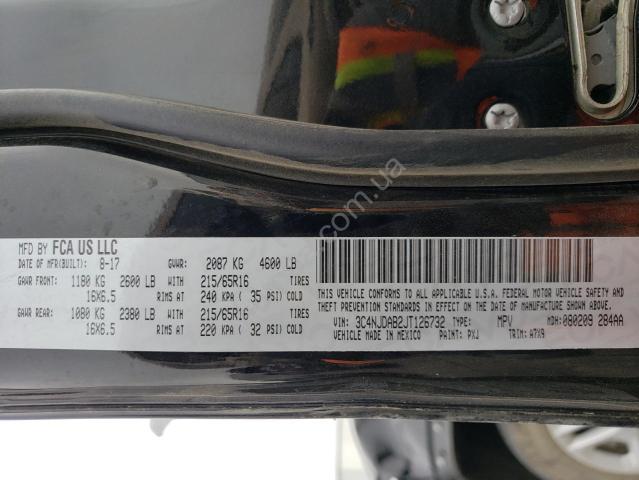 MFD BY FCA US LLC
DATE OF MFD(BUILT): 8-17 GVWR: 2087 KG 4600 LB
GAWR FRONT: 1180 KG 2600 LB WITH 215/65R16 TIRES
16X6.5 RIMS AT 240 KPA ( 35 PSI) COLD
GAWR REAR: 1080 KG 2380 LB WITH 215/65R16 TIRES
16X6.5 RIMS AT 220 KPA ( 32 PSI) COLD
THIS VEHICLE CONFORMS TO ALL APPLICABLE U.S.A. FEDERAL MOTOR VEHICLE SAFETY
AND THEFT PREVENTION STANDARDS IN EFFECT ON THE DATE OF MANUFACTURE SHOWN ABOVE.
VIN: 3C4NJDAB2JT126732 TYPE: MPV MDH: 080209 284AA
VEHICLE MADE IN MEXICO PAINT: PXJ TRIM: A7X9
.com.ua